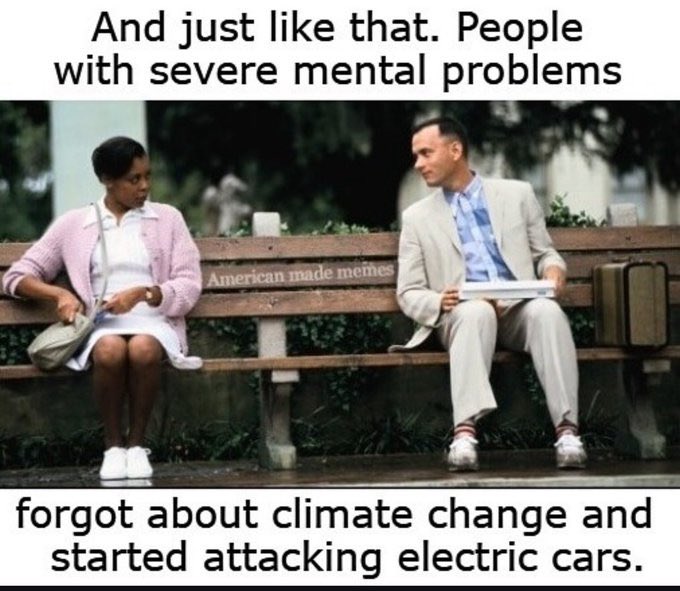 And just like that. People
with severe mental problems
American made memes
forgot about climate change and
started attacking electric cars.